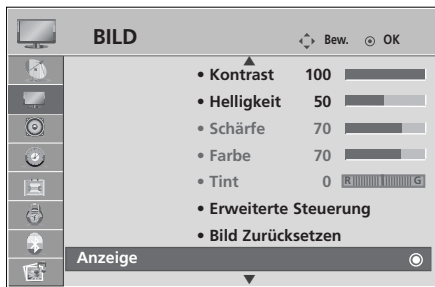 BILD Bew. OK
• Kontrast 100
• Helligkeit 50
• Schärfe 70
• Farbe 70
• Tint 0 R G
• Erweiterte Steuerung
• Bild Zurücksetzen
Anzeige